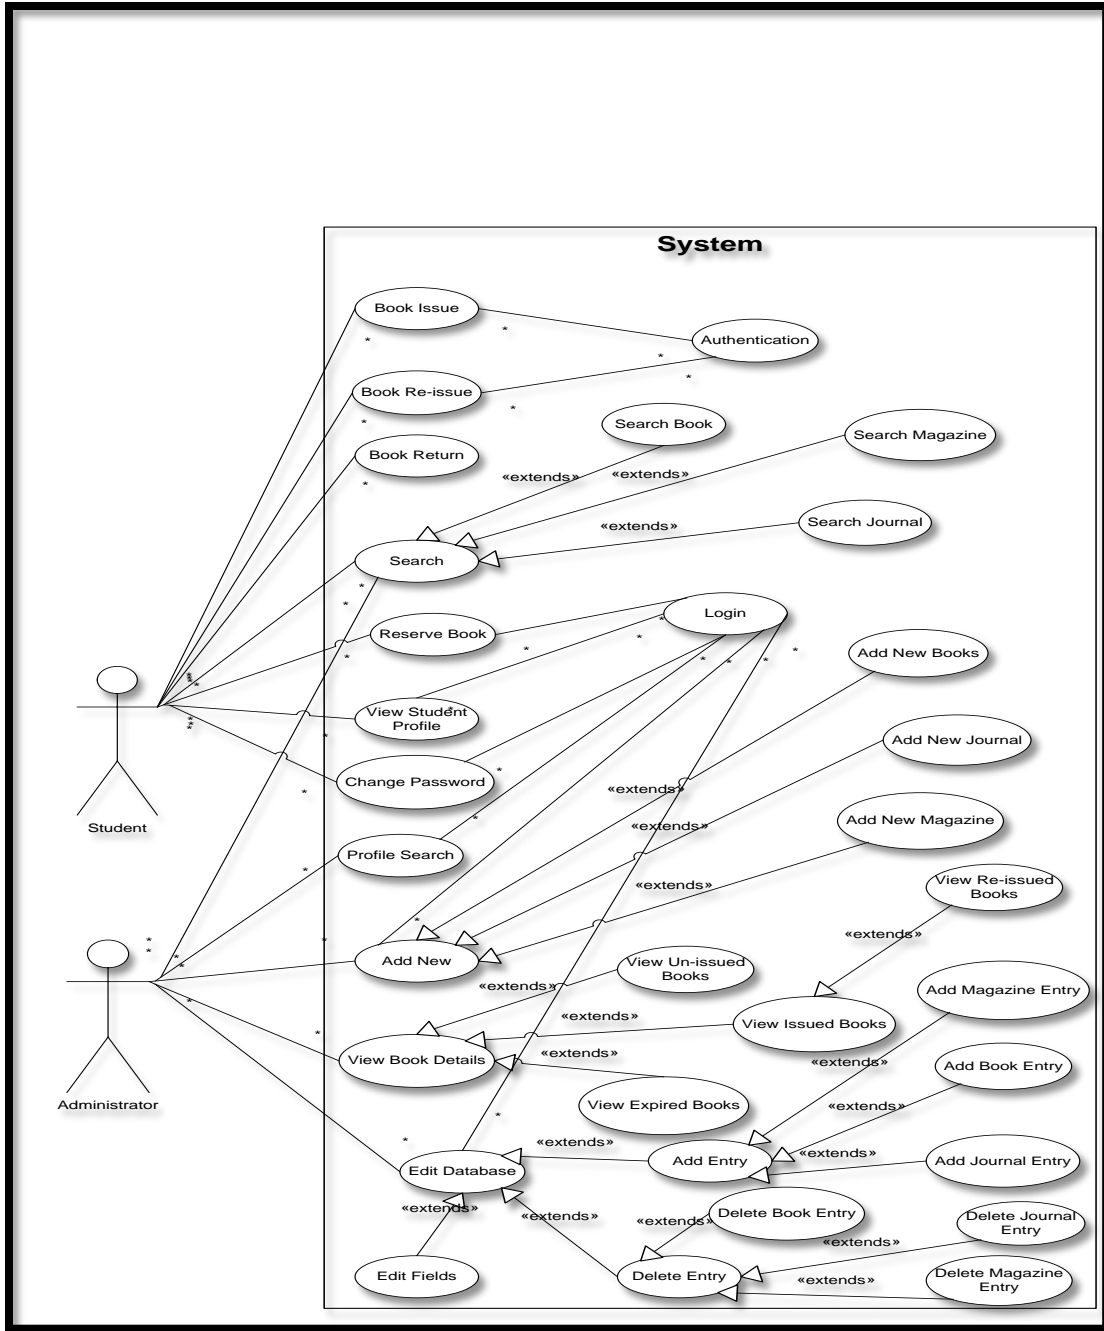 System
Book Issue
Authentication
Book Re-issue
Search Book
Search Magazine
Book Return
«extends»
«extends»
Search Journal
«extends»
Search
Login
Reserve Book
Add New Books
View Student
Profile
Add New Journal
Change Password
«extends»
Add New Magazine
«extends»
Student
Profile Search
«extends»
View Re-issued
Books
«extends»
Add New
View Un-issued
Books
«extends»
Add Magazine Entry
«extends»
View Issued Books
View Book Details
«extends»
«extends»
Add Book Entry
Administrator
View Expired Books
«extends»
«extends»
«extends»
Edit Database
Add Entry
Add Journal Entry
«extends»
«extends»
«extends»
Delete Book Entry
Delete Journal
Entry
«extends»
Edit Fields
Delete Entry
«extends»
Delete Magazine
Entry